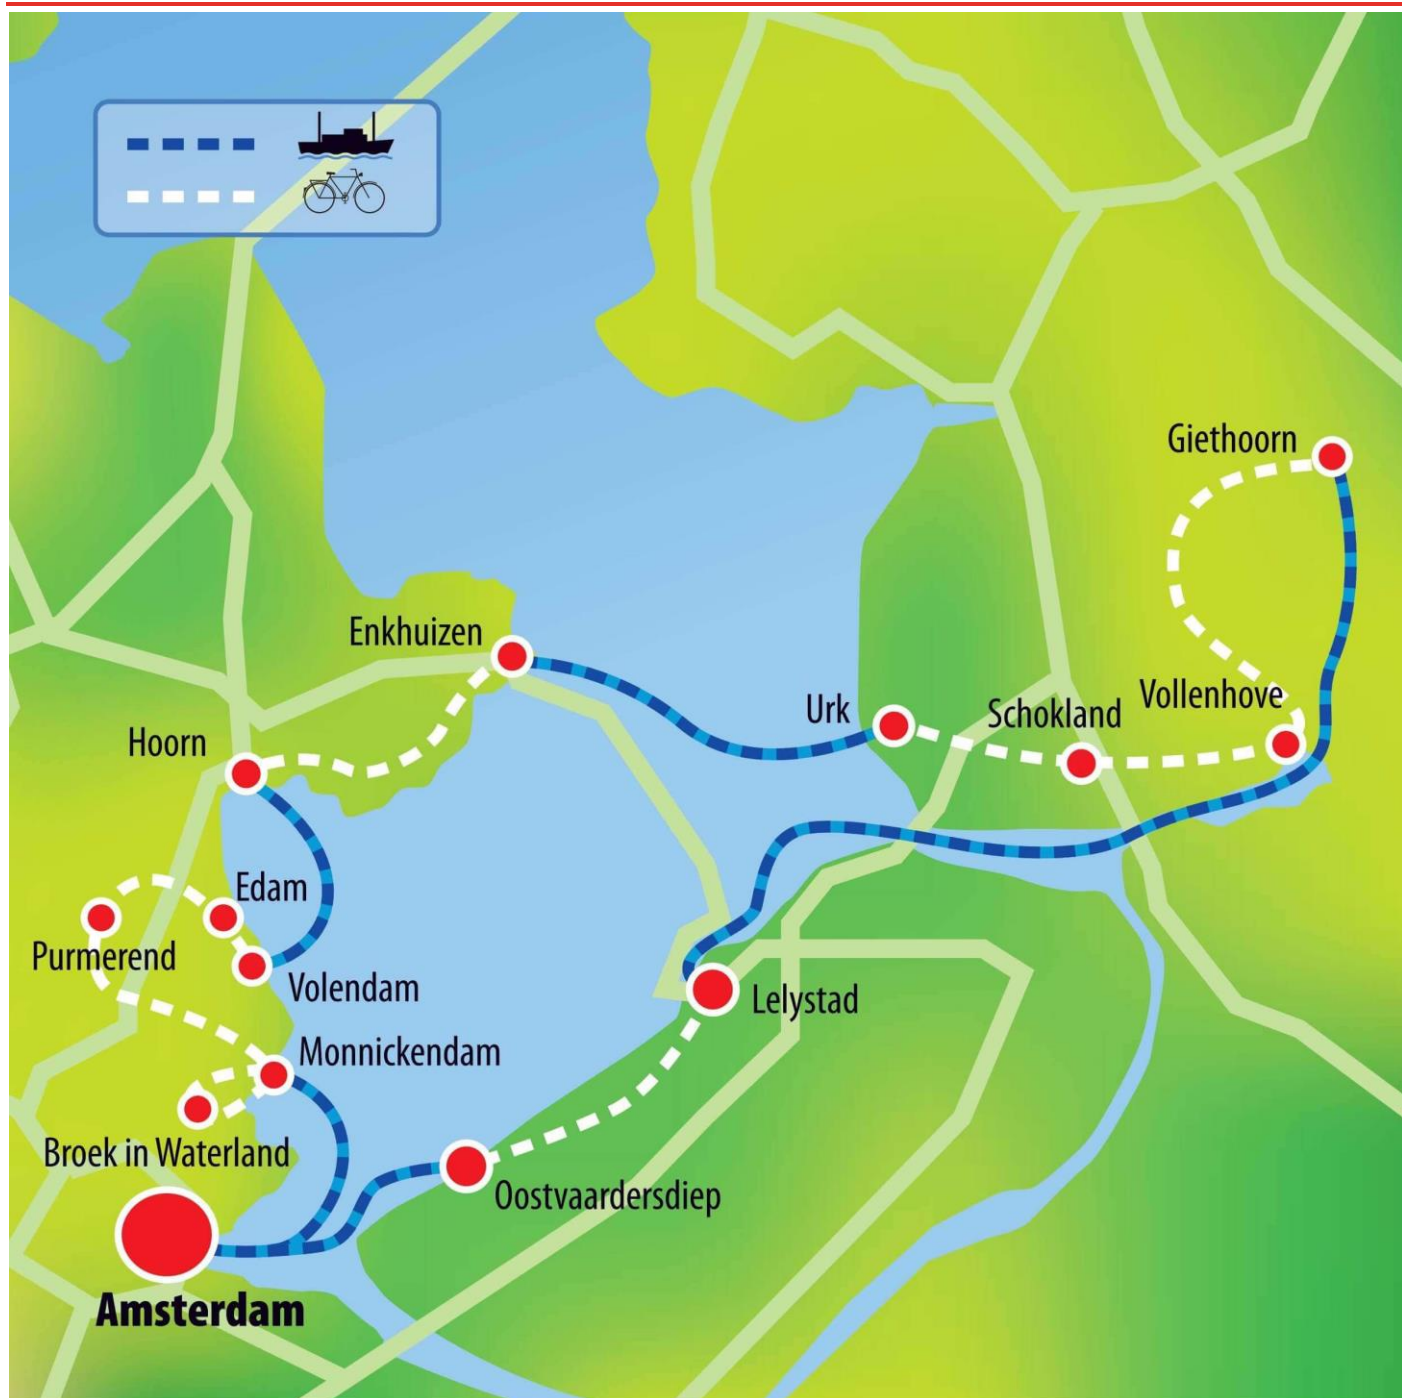 Giethoorn
Enkhuizen
Vollenhove
Urk
Schokland
Hoorn
Edam
Purmerend
Volendam
Lelystad
Monnickendam
Broek in Waterland
Oostvaardersdiep
Amsterdam